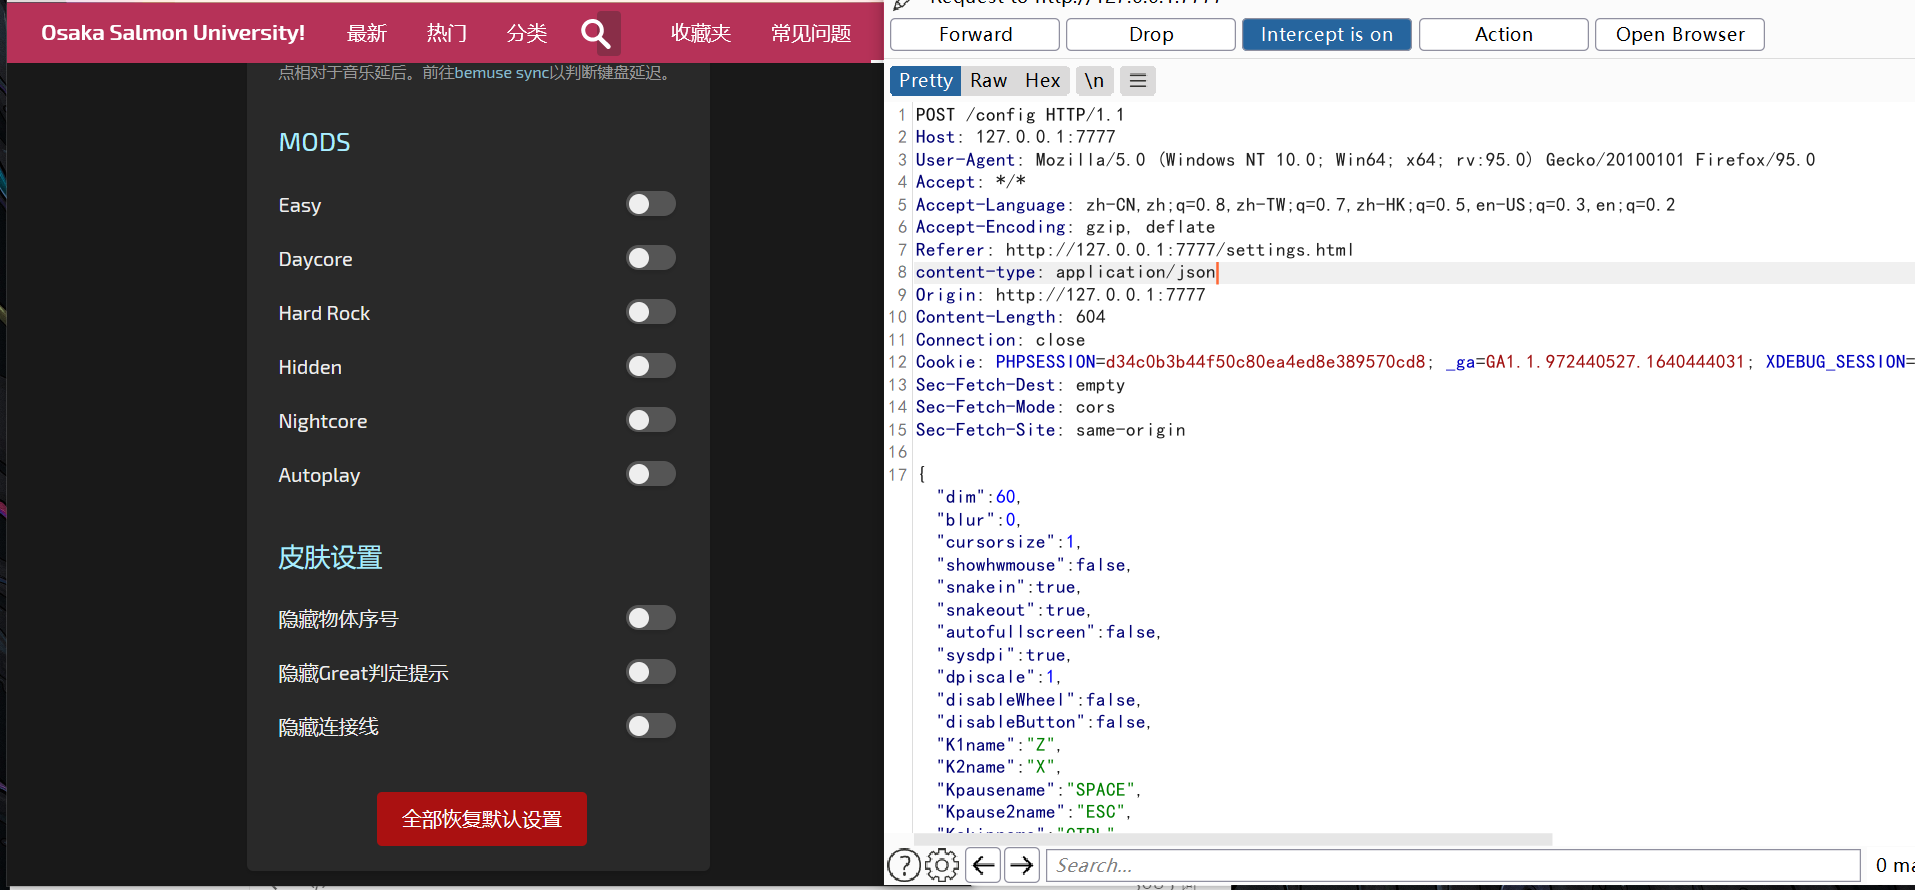 Osaka Salmon University!
最新
热门
分类
收藏夹
常见问题
点相对于音乐延后。前往bemuse sync以判断键盘延迟。
MODS
Easy
Daycore
Hard Rock
Hidden
Nightcore
Autoplay
皮肤设置
隐藏物体序号
隐藏Great判定提示
隐藏连接线
全部恢复默认设置
Request to http://127.0.0.1:7777
Forward
Drop
Intercept is on
Action
Open Browser
Pretty Raw Hex \n
1 POST /config HTTP/1.1
2 Host: 127.0.0.1:7777
3 User-Agent: Mozilla/5.0 (Windows NT 10.0; Win64; x64; rv:95.0) Gecko/20100101 Firefox/95.0
4 Accept: */*
5 Accept-Language: zh-CN,zh;q=0.8,zh-TW;q=0.7,zh-HK;q=0.5,en-US;q=0.3,en;q=0.2
6 Accept-Encoding: gzip, deflate
7 Referer: http://127.0.0.1:7777/settings.html
8 content-type: application/json
9 Origin: http://127.0.0.1:7777
10 Content-Length: 604
11 Connection: close
12 Cookie: PHPSESSION=d34c0b3b44f50c80ea4ed8e389570cd8; _ga=GA1.1.972440527.1640444031; XDEBUG_SESSION=
13 Sec-Fetch-Dest: empty
14 Sec-Fetch-Mode: cors
15 Sec-Fetch-Site: same-origin
16
17 {
"dim":60,
"blur":0,
"cursorsize":1,
"showhwmouse":false,
"snakein":true,
"snakeout":true,
"autofullscreen":false,
"sysdpi":true,
"dpiscale":1,
"disableWheel":false,
"disableButton":false,
"K1name":"Z",
"K2name":"X",
"Kpausename":"SPACE",
"Kpause2name":"ESC",
"Kskipname":"CTRL"
Search...
0 ma